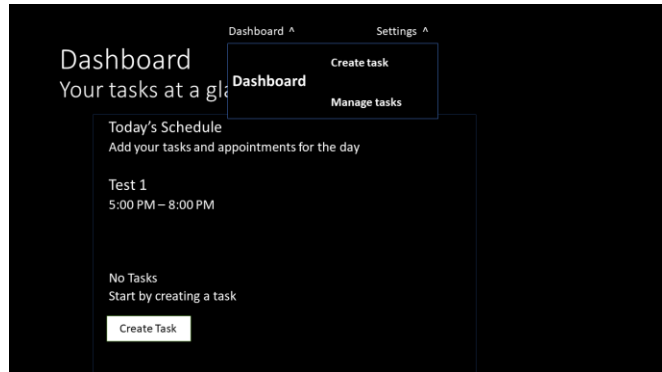 Dashboard ^ Settings ^
Dashboard
Your tasks at a gla
Dashboard
Create task
Manage tasks
Today's Schedule
Add your tasks and appointments for the day
Test 1
5:00 PM – 8:00 PM
No Tasks
Start by creating a task
Create Task